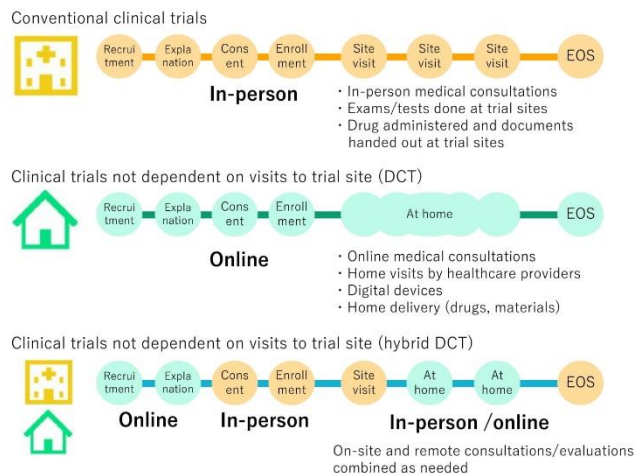 Conventional clinical trials
Recrui
tment
Expla
nation
Cons
ent
Enroll
ment
Site
visit
Site
visit
Site
visit
EOS
In-person
・In-person medical consultations
・Exams/tests done at trial sites
・Drug administered and documents
handed out at trial sites
Clinical trials not dependent on visits to trial site (DCT)
Recrui
tment
Expla
nation
Cons
ent
Enroll
ment
At home
EOS
Online
・Online medical consultations
・Home visits by healthcare providers
・Digital devices
・Home delivery (drugs, materials)
Clinical trials not dependent on visits to trial site (hybrid DCT)
Recrui
tment
Expla
nation
Cons
ent
Enroll
ment
Site
visit
At
home
At
home
EOS
Online
In-person
In-person /online
On-site and remote consultations/evaluations
combined as needed